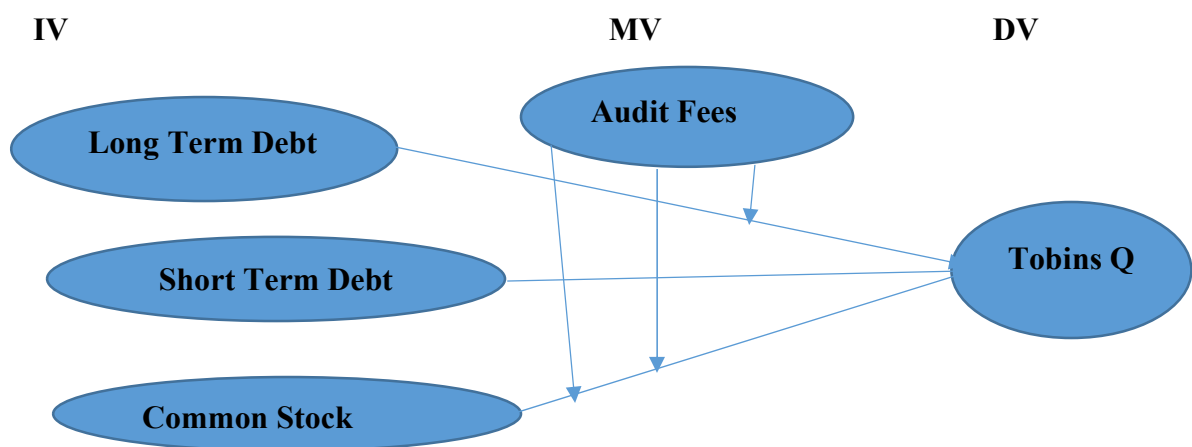 IV
MV
DV
Audit Fees
Long Term Debt
Tobins Q
Short Term Debt
Common Stock